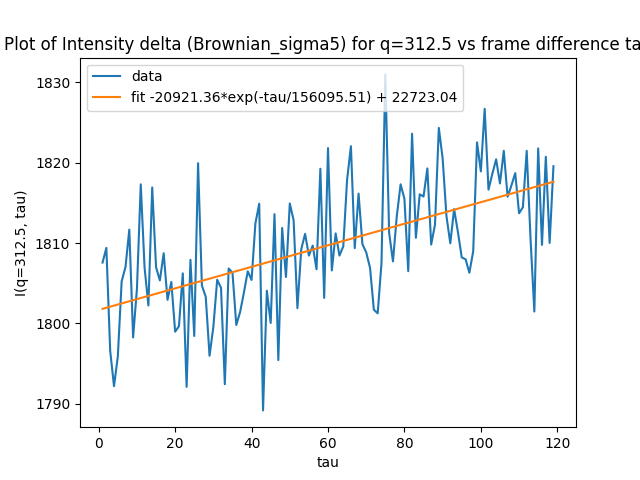 Plot of Intensity delta (Brownian_sigma5) for q=312.5 vs frame difference ta
data
fit -20921.36*exp(-tau/156095.51) + 22723.04
I(q=312.5, tau)
1830
1820
1810
1800
1790
0 20 40 60 80 100 120
tau